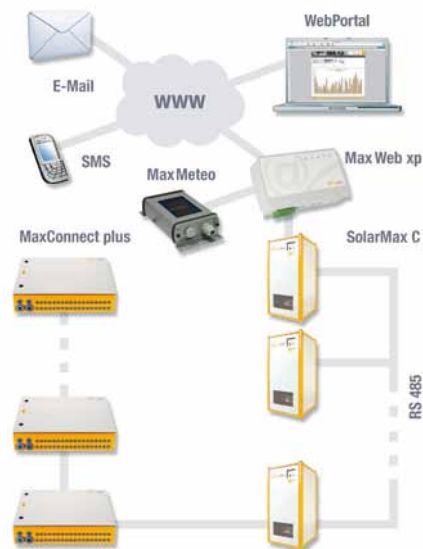 WebPortal
E-Mail
WWW
SMS
MaxMeteo
Max Web xp
MaxConnect plus
SolarMax C
RS 485